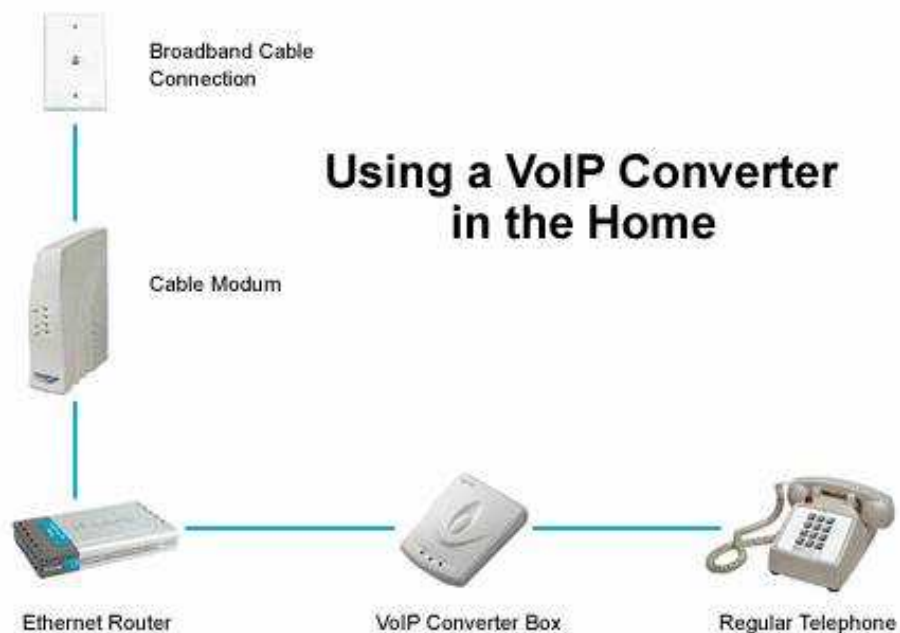 Broadband Cable
Connection
Using a VoIP Converter
in the Home
Cable Modum
Ethernet Router
VoIP Converter Box
Regular Telephone